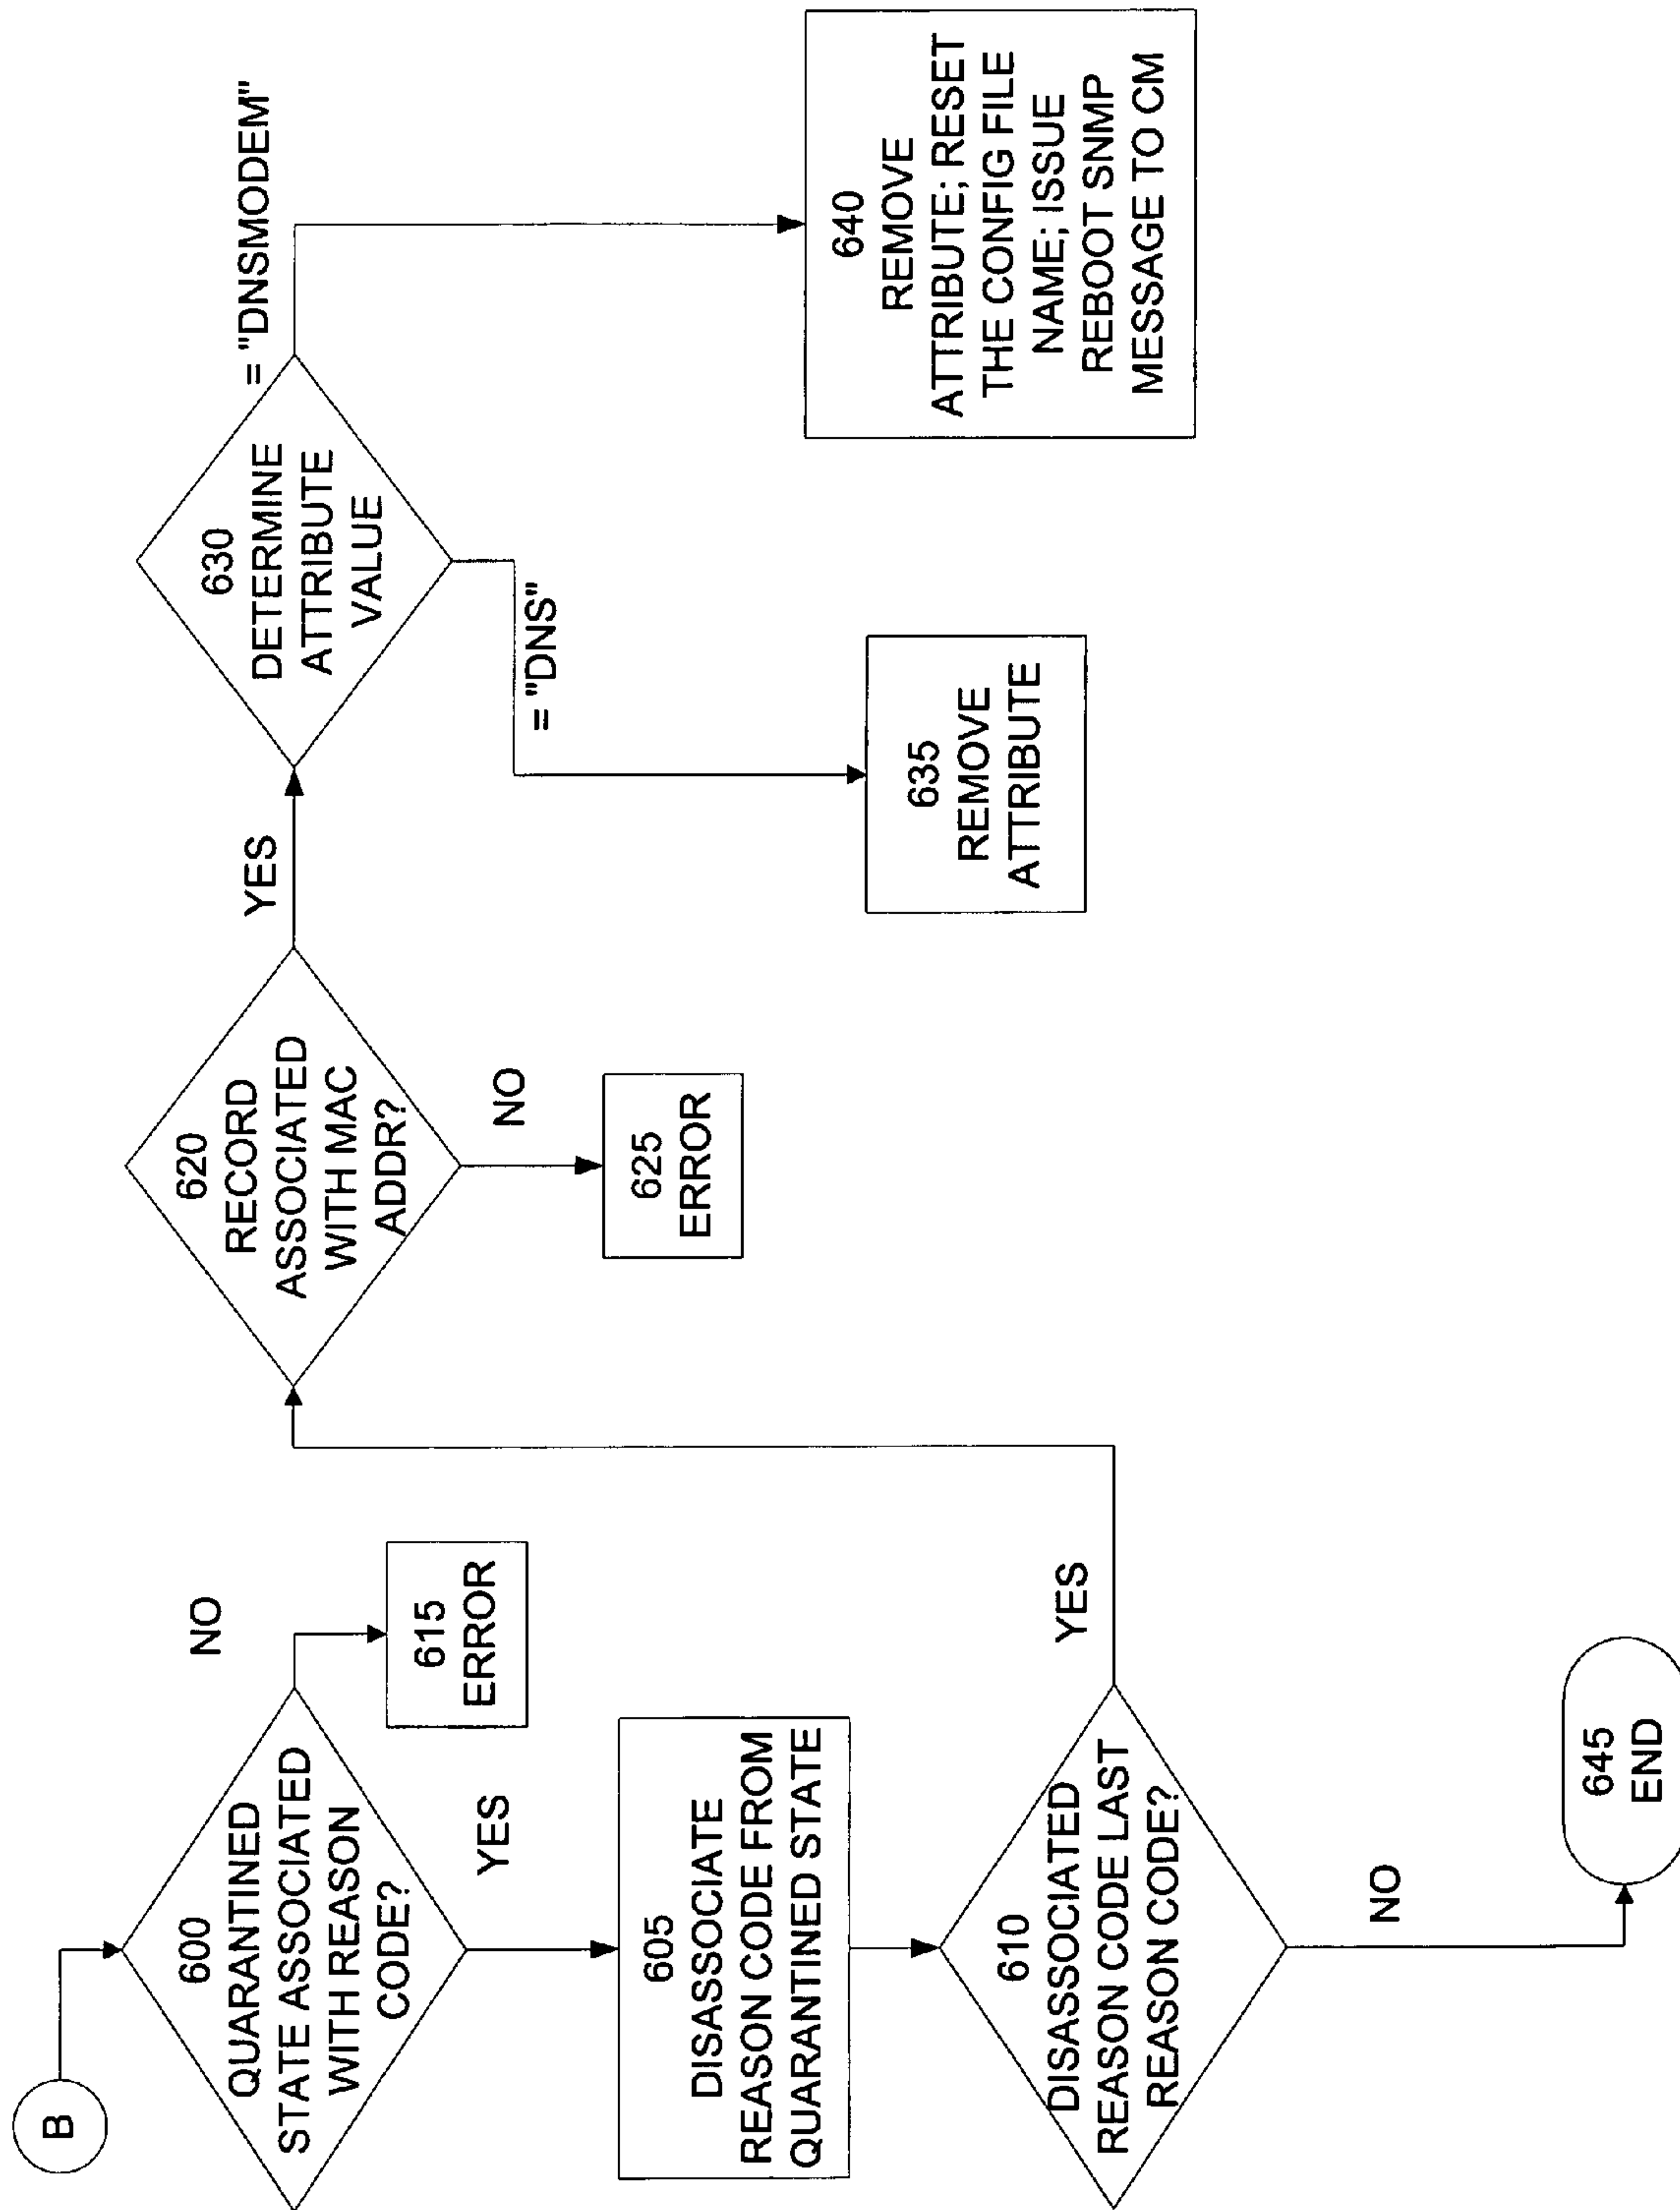 B
600
QUARANTINED
STATE ASSOCIATED
WITH REASON
CODE?
NO
615
ERROR
YES
605
DISASSOCIATE
REASON CODE FROM
QUARANTINED STATE
610
DISASSOCIATED
REASON CODE LAST
REASON CODE?
YES
NO
645
END
620
RECORD
ASSOCIATED
WITH MAC
ADDR?
NO
625
ERROR
YES
630
DETERMINE
ATTRIBUTE
VALUE
= "DNS"
635
REMOVE
ATTRIBUTE
= "DNSMODEM"
640
REMOVE
ATTRIBUTE; RESET
THE CONFIG FILE
NAME; ISSUE
REBOOT SNMP
MESSAGE TO CM